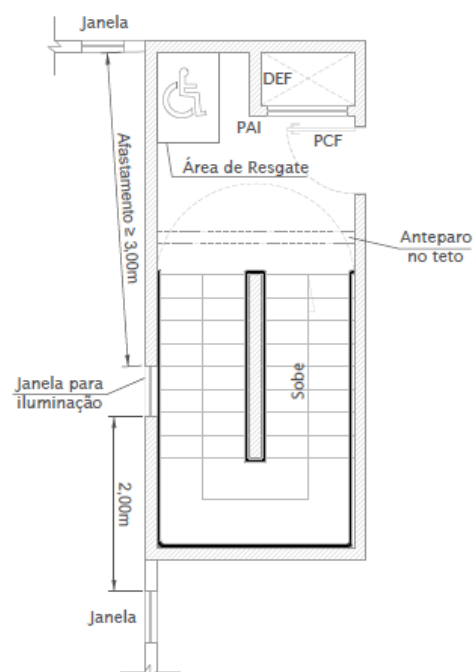 Janela
DEF
PAI
PCF
Área de Resgate
Afastamento ≥ 3,00m
Anteparo
no teto
Sobe
Janela para
iluminação
2,00m
Janela